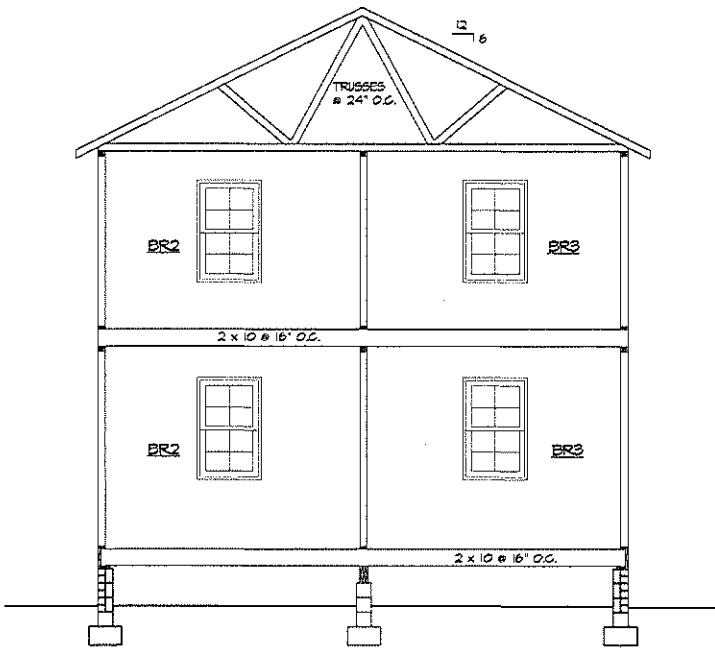 12
6
TRUSSES
@ 24" O.C.
BR2
BR3
2 x 10 @ 16" O.C.
BR2
BR3
2 x 10 @ 16" O.C.